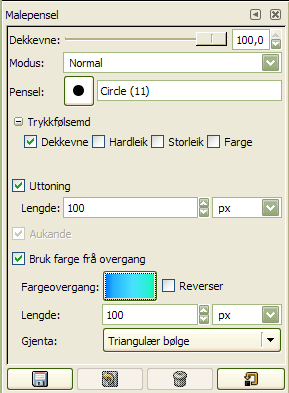 Malepensel
Dekkevne: 100,0
Modus: Normal
Pensel: Circle (11)
Trykkfølsemd
Dekkevne Hardleik Storleik Farge
Uttoning
Lengde: 100 px
Aukande
Bruk farge frå overgang
Fargeovergang: Reverser
Lengde: 100 px
Gjenta: Triangulær bølge